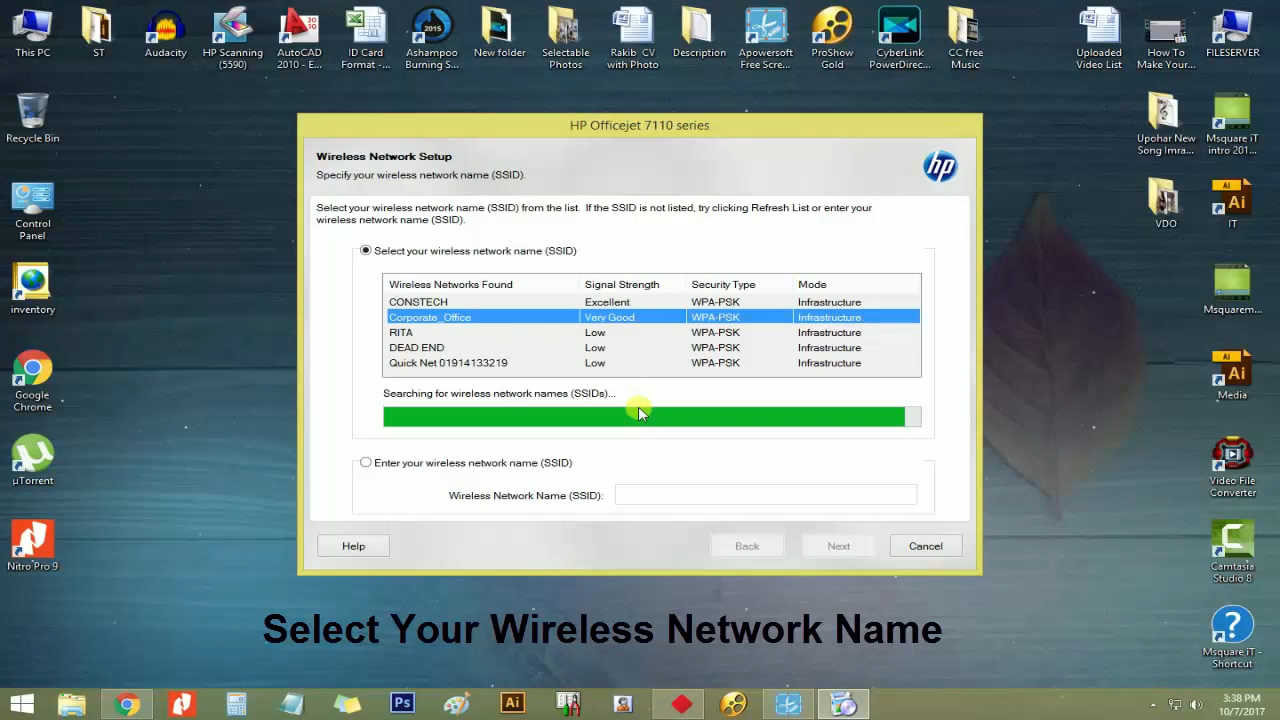 This PC
ST
Audacity
HP Scanning
(5590)
AutoCAD
2010 - E...
ID Card
Format -...
Ashampoo
Burning S...
New folder
Selectable
Photos
Rakib_CV
with Photo
Description
Apowersoft
Free Scre...
ProShow
Gold
CyberLink
PowerDirec...
CC free
Music
Uploaded
Video List
How To
Make Your...
FILESERVER
Recycle Bin
Control
Panel
inventory
Google
Chrome
µTorrent
Nitro Pro 9
Upohar New
Song Imra...
Msquare iT
intro 201...
VDO
IT
Msquarem...
Media
Video File
Converter
Camtasia
Studio 8
Msquare iT -
Shortcut
HP Officejet 7110 series
Wireless Network Setup
Specify your wireless network name (SSID).
hp
Select your wireless network name (SSID) from the list. If the SSID is not listed, try clicking Refresh List or enter your
wireless network name (SSID).
Select your wireless network name (SSID)
Wireless Networks Found Signal Strength Security Type Mode
CONSTECH Excellent WPA-PSK Infrastructure
Corporate_Office Very Good WPA-PSK Infrastructure
RITA Low WPA-PSK Infrastructure
DEAD END Low WPA-PSK Infrastructure
Quick Net 01914133219 Low WPA-PSK Infrastructure
Searching for wireless network names (SSIDs)...
Enter your wireless network name (SSID)
Wireless Network Name (SSID):
Help Back Next Cancel
Select Your Wireless Network Name
Ps
Ai
3:38 PM
10/7/2017